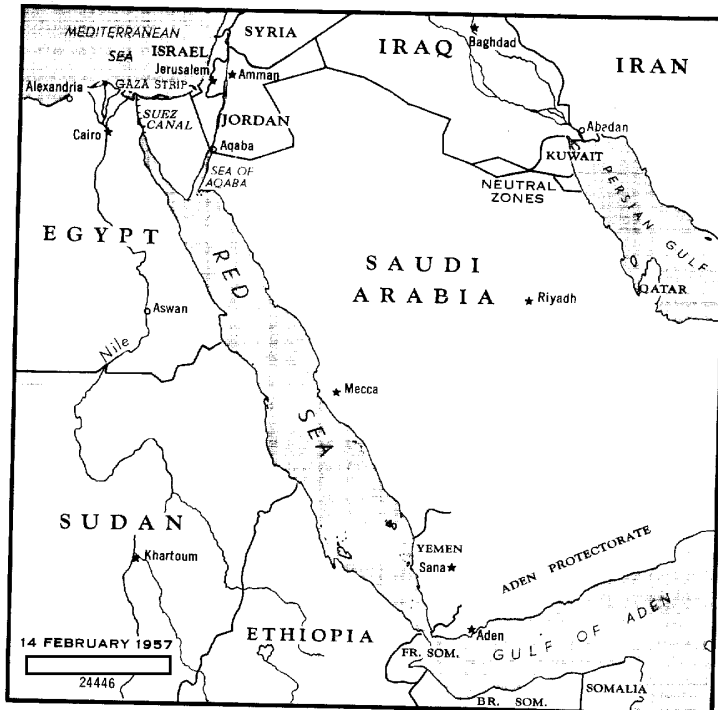 MEDITERRANEAN
SEA
ISRAEL
SYRIA
IRAQ
Baghdad
IRAN
Jerusalem
Amman
Alexandria
GAZA STRIP
SUEZ
CANAL
JORDAN
Cairo
Aqaba
SEA OF
AQABA
Abadan
KUWAIT
NEUTRAL
ZONES
PERSIAN GULF
EGYPT
SAUDI
ARABIA
QATAR
Riyadh
Aswan
Nile
RED
SEA
Mecca
SUDAN
Khartoum
YEMEN
Sana
ADEN PROTECTORATE
Aden
GULF OF ADEN
ETHIOPIA
FR. SOM.
BR. SOM.
SOMALIA
14 FEBRUARY 1957
24446